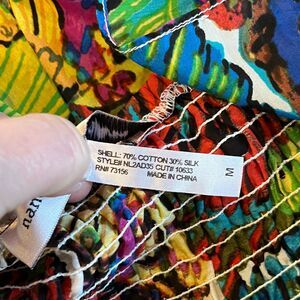 SHELL: 70% COTTON 30% SILK
STYLE# NL2AD35 CUT# 10633
RN# 73156 MADE IN CHINA
M